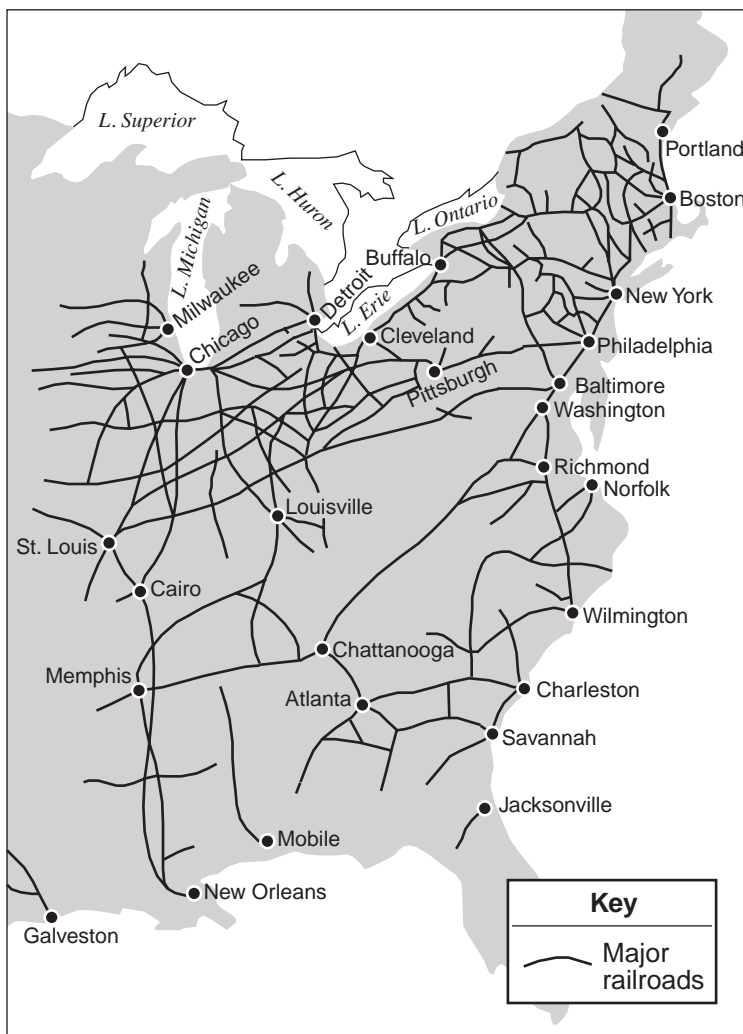 L. Superior
L. Huron
L. Michigan
L. Ontario
L. Erie
Portland
Boston
Buffalo
Milwaukee
Detroit
New York
Chicago
Cleveland
Philadelphia
Pittsburgh
Baltimore
Washington
Richmond
Norfolk
Louisville
St. Louis
Cairo
Wilmington
Chattanooga
Memphis
Atlanta
Charleston
Savannah
Jacksonville
Mobile
New Orleans
Galveston
Key
Major
railroads